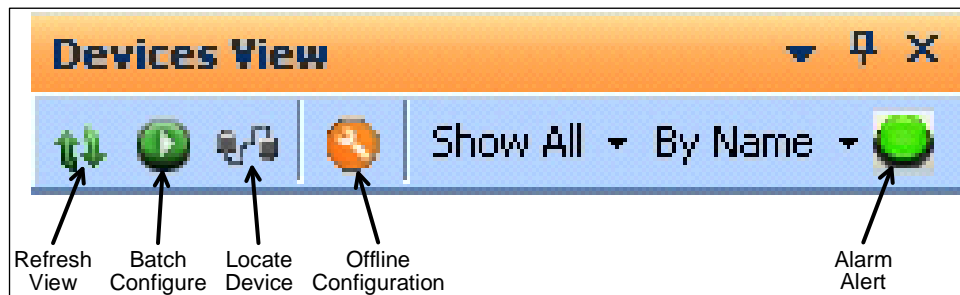 Devices View
Show All By Name
Refresh Batch Locate Offline Alarm
View Configure Device Configuration Alert